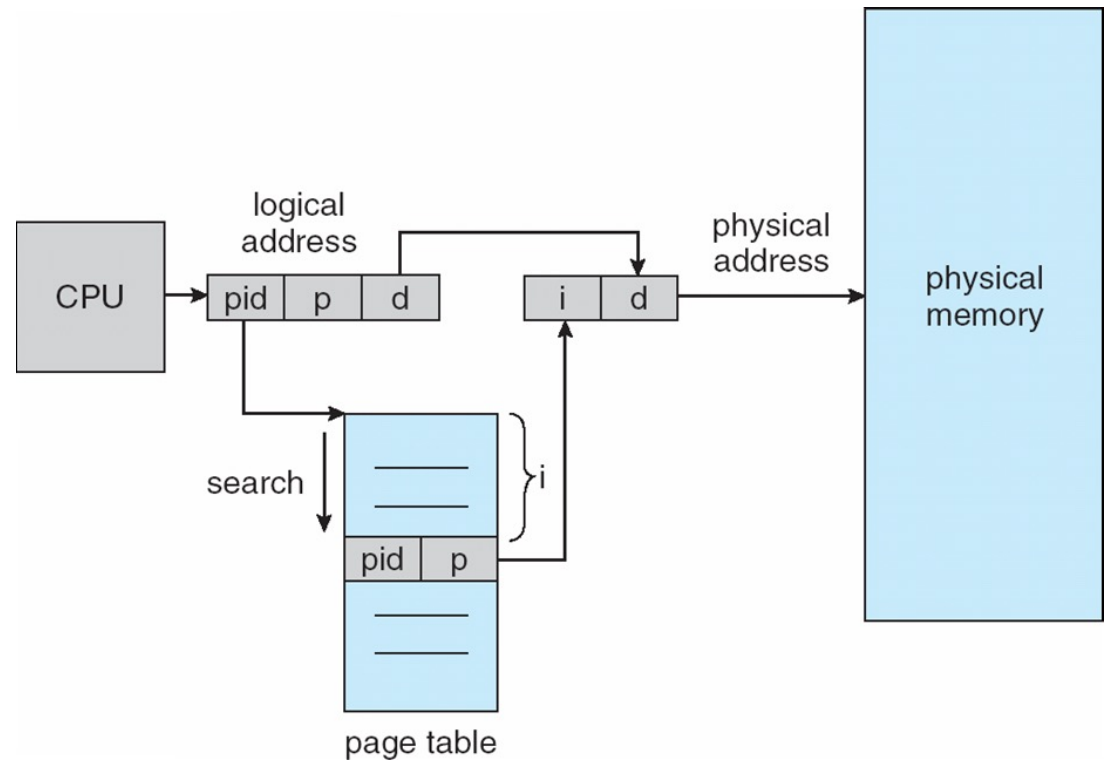 logical
address
physical
address
CPU
pid p d
i d
physical
memory
search
i
pid p
page table